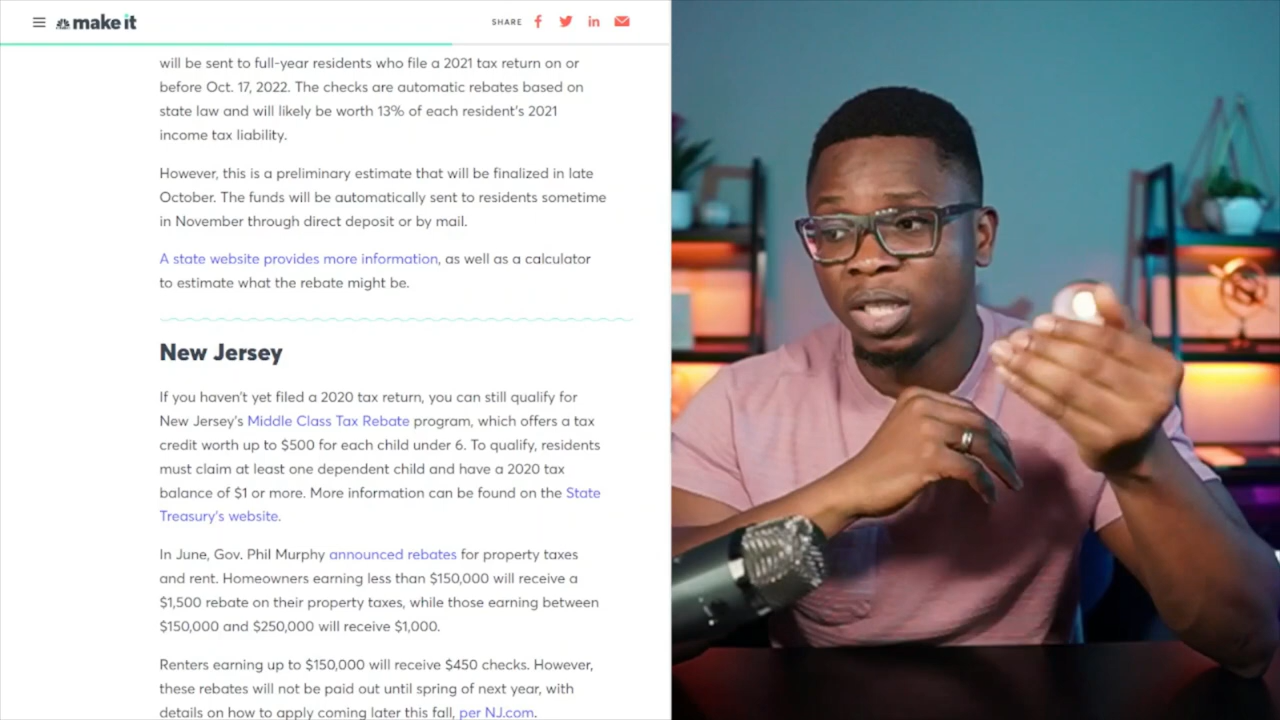 make it
SHARE
will be sent to full-year residents who file a 2021 tax return on or
before Oct. 17, 2022. The checks are automatic rebates based on
state law and will likely be worth 13% of each resident's 2021
income tax liability.
However, this is a preliminary estimate that will be finalized in late
October. The funds will be automatically sent to residents sometime
in November through direct deposit or by mail.
A state website provides more information, as well as a calculator
to estimate what the rebate might be.
New Jersey
If you haven't yet filed a 2020 tax return, you can still qualify for
New Jersey's Middle Class Tax Rebate program, which offers a tax
credit worth up to $500 for each child under 6. To qualify, residents
must claim at least one dependent child and have a 2020 tax
balance of $1 or more. More information can be found on the State
Treasury's website.
In June, Gov. Phil Murphy announced rebates for property taxes
and rent. Homeowners earning less than $150,000 will receive a
$1,500 rebate on their property taxes, while those earning between
$150,000 and $250,000 will receive $1,000.
Renters earning up to $150,000 will receive $450 checks. However,
these rebates will not be paid out until spring of next year, with
details on how to apply coming later this fall, per NJ.com.